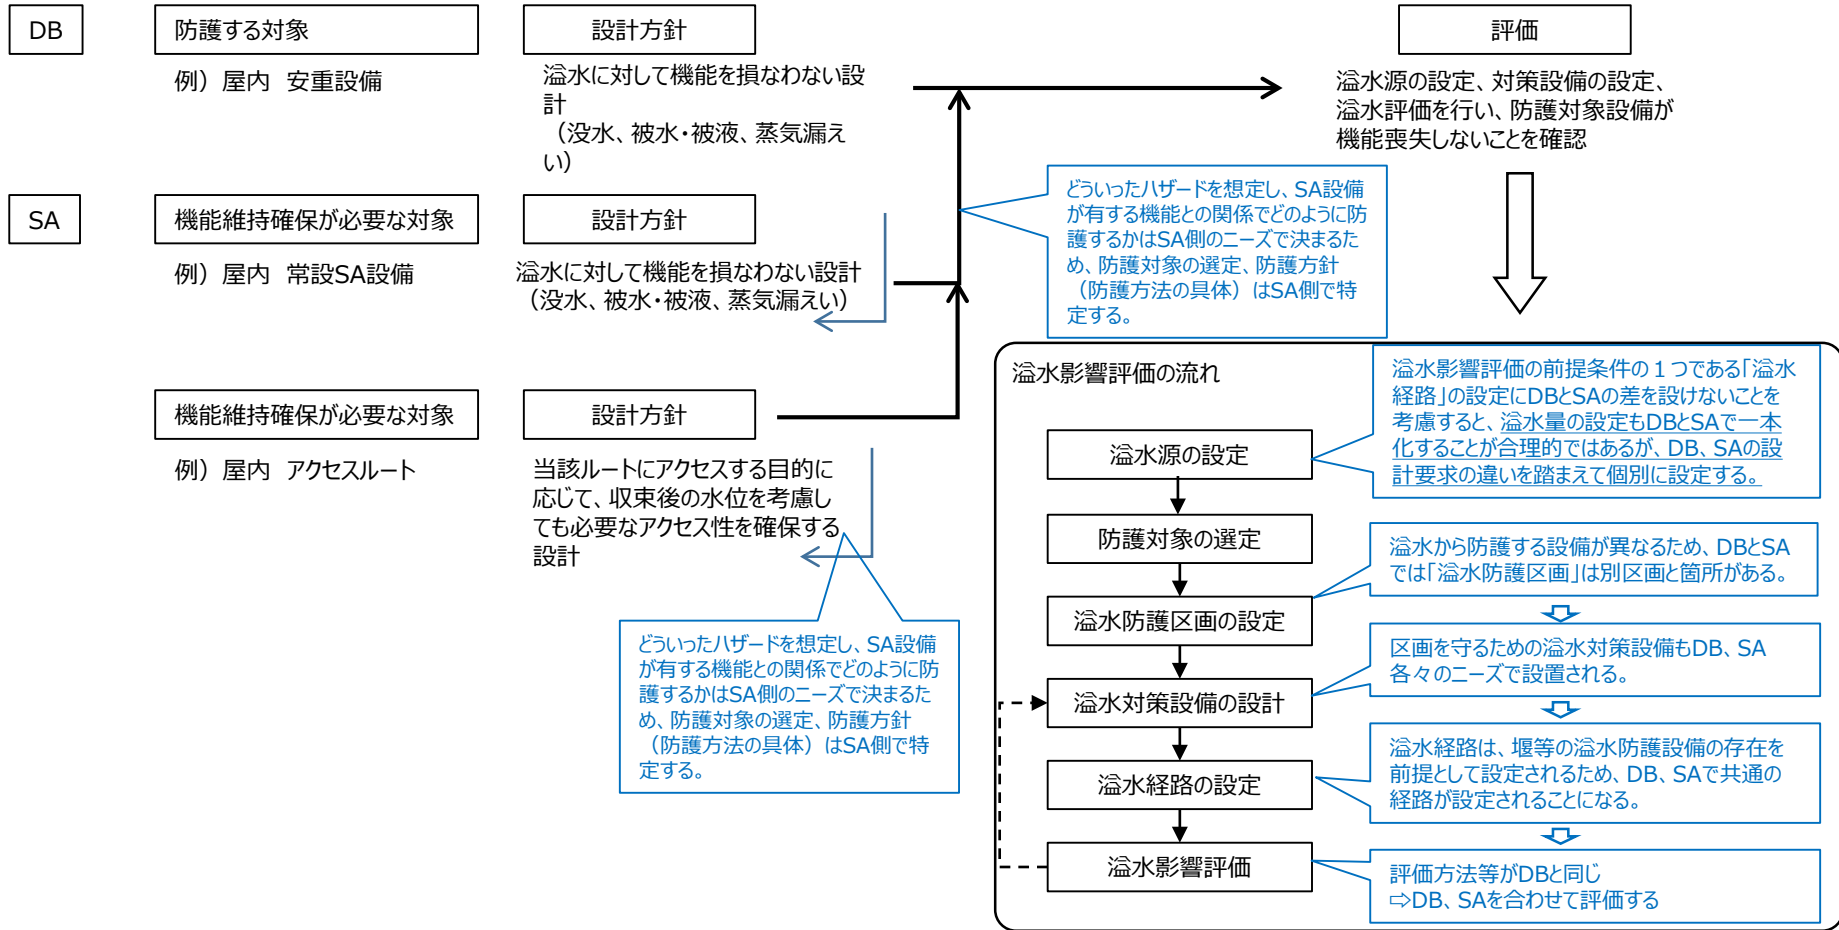 DB
防護する対象
設計方針
評価
例）屋内　安重設備
溢水に対して機能を損なわない設
計
（没水、被水・被液、蒸気漏え
い）
溢水源の設定、対策設備の設定、
溢水評価を行い、防護対象設備が
機能喪失しないことを確認
SA
機能維持確保が必要な対象
設計方針
例）屋内　常設SA設備
溢水に対して機能を損なわない設計
（没水、被水・被液、蒸気漏えい）
どういったハザードを想定し、SA設備
が有する機能との関係でどのように防
護するかはSA側のニーズで決まるた
め、防護対象の選定、防護方針
（防護方法の具体）はSA側で特
定する。
機能維持確保が必要な対象
設計方針
例）屋内　アクセスルート
当該ルートにアクセスする目的に
応じて、収束後の水位を考慮し
ても必要なアクセス性を確保する
設計
どういったハザードを想定し、SA設備
が有する機能との関係でどのように防
護するかはSA側のニーズで決まるた
め、防護対象の選定、防護方針
（防護方法の具体）はSA側で特
定する。
溢水影響評価の流れ
溢水源の設定
溢水影響評価の前提条件の１つである「溢水
経路」の設定にDBとSAの差を設けないことを
考慮すると、溢水量の設定もDBとSAで一本
化することが合理的ではあるが、DB、SAの設
計要求の違いを踏まえて個別に設定する。
防護対象の選定
溢水防護区画の設定
溢水から防護する設備が異なるため、DBとSA
では「溢水防護区画」は別区画と箇所がある。
溢水対策設備の設計
区画を守るための溢水対策設備もDB、SA
各々のニーズで設置される。
溢水経路の設定
溢水経路は、堰等の溢水防護設備の存在を
前提として設定されるため、DB、SAで共通の
経路が設定されることになる。
溢水影響評価
評価方法等がDBと同じ
⇨DB、SAを合わせて評価する